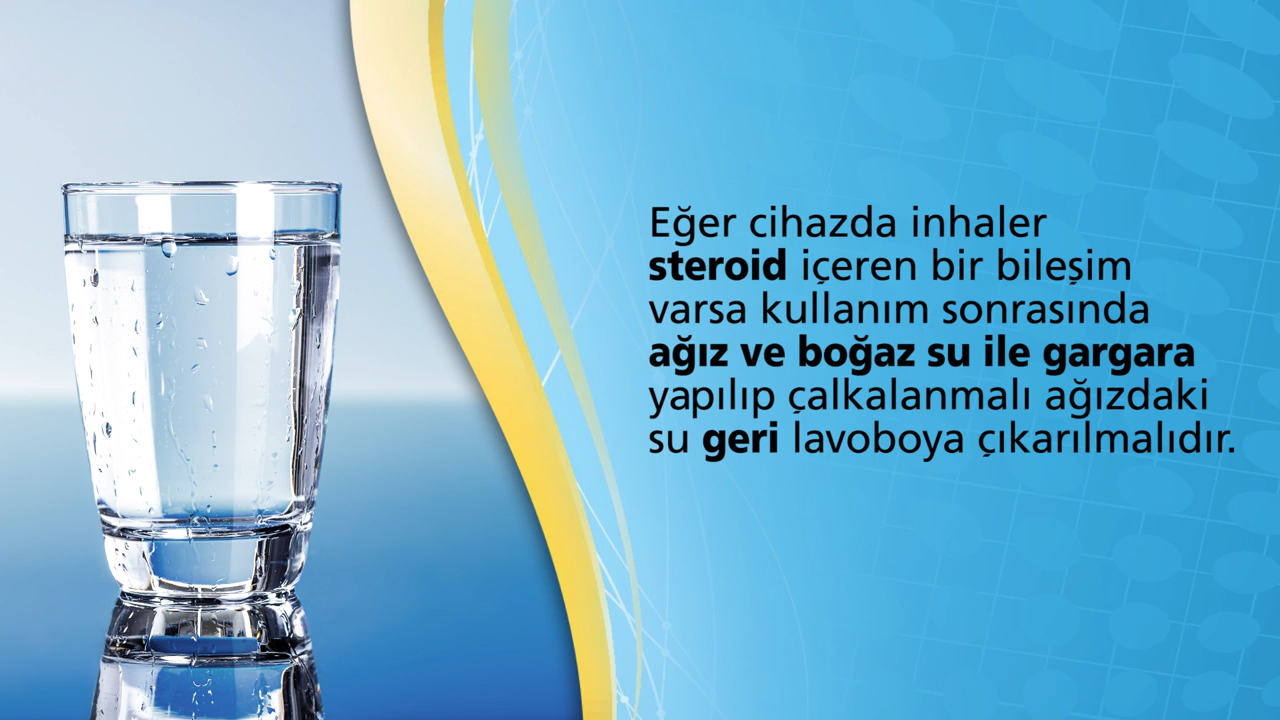 Eğer cihazda inhaler
steroid içeren bir bileşim
varsa kullanım sonrasında
ağız ve boğaz su ile gargara
yapılıp çalkalanmalı ağızdaki
su geri lavoboya çıkarılmalıdır.